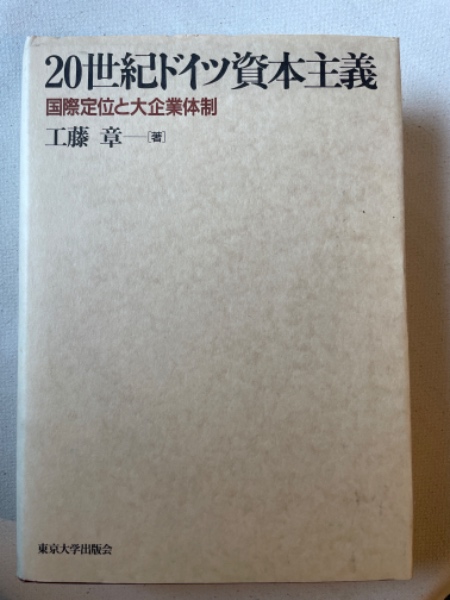 20世紀ドイツ資本主義
国際定位と大企業体制
工藤 章──[著]
東京大学出版会